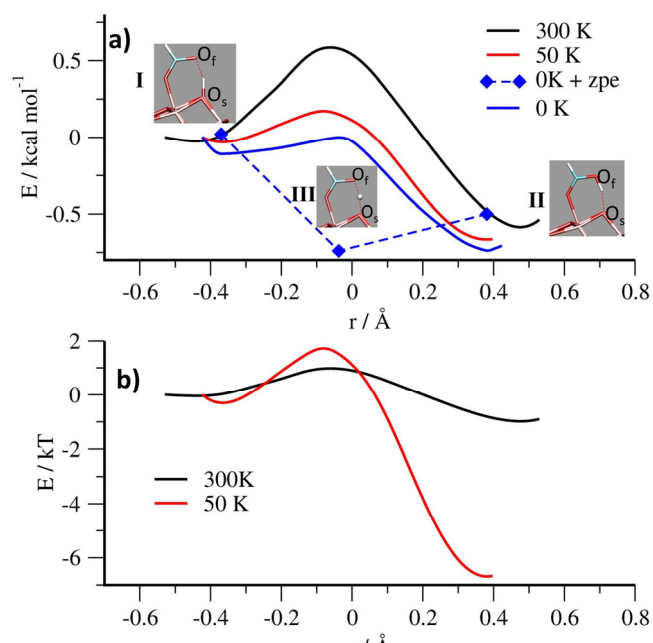 a)
I
O_f
O_s
300 K
50 K
0K + zpe
0 K
E / kcal mol⁻¹
0.5
0
-0.5
III
O_f
O_s
II
O_f
O_s
-0.6 -0.4 -0.2 0 0.2 0.4 0.6 0.8
r / Å
b)
E / kT
2
0
-2
-4
-6
300K
50 K
-0.6 -0.4 -0.2 0 0.2 0.4 0.6 0.8